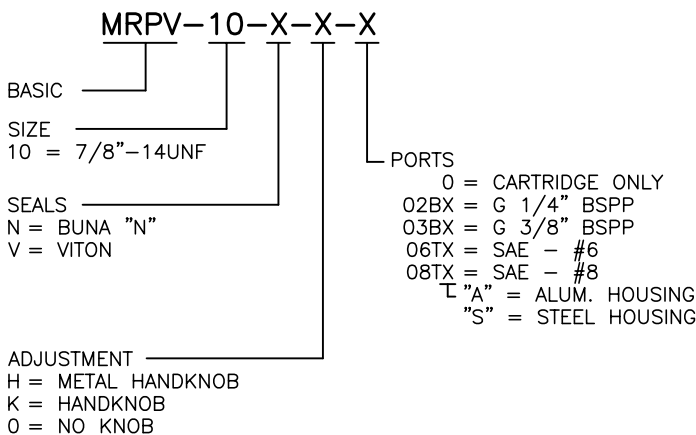 MRPV-10-X-X-X
BASIC
SIZE
10 = 7/8"-14UNF
SEALS
N = BUNA "N"
V = VITON
ADJUSTMENT
H = METAL HANDKNOB
K = HANDKNOB
0 = NO KNOB
PORTS
0 = CARTRIDGE ONLY
02BX = G 1/4" BSPP
03BX = G 3/8" BSPP
06TX = SAE - #6
08TX = SAE - #8
"A" = ALUM. HOUSING
"S" = STEEL HOUSING